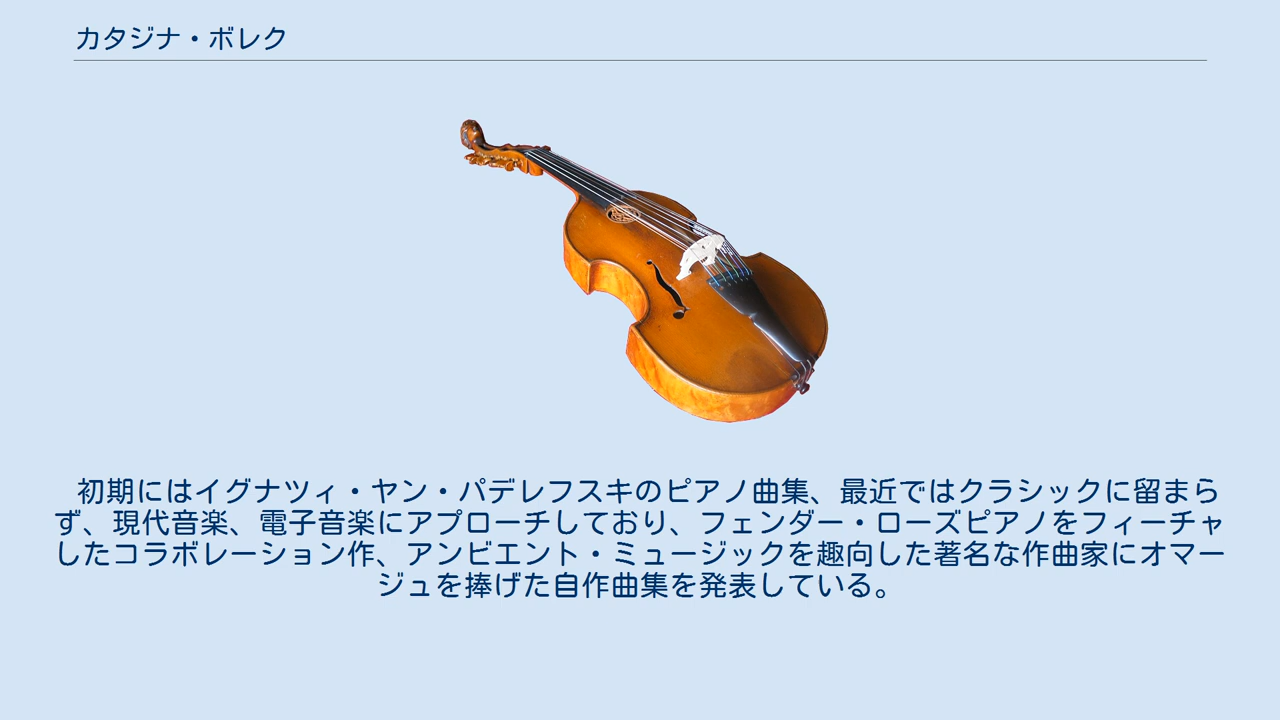 カタジナ・ボレク
初期にはイグナツィ・ヤン・パデレフスキのピアノ曲集、最近ではクラシックに留まら
ず、現代音楽、電子音楽にアプローチしており、フェンダー・ローズピアノをフィーチャ
したコラボレーション作、アンビエント・ミュージックを趣向した著名な作曲家にオマー
ジュを捧げた自作曲集を発表している。